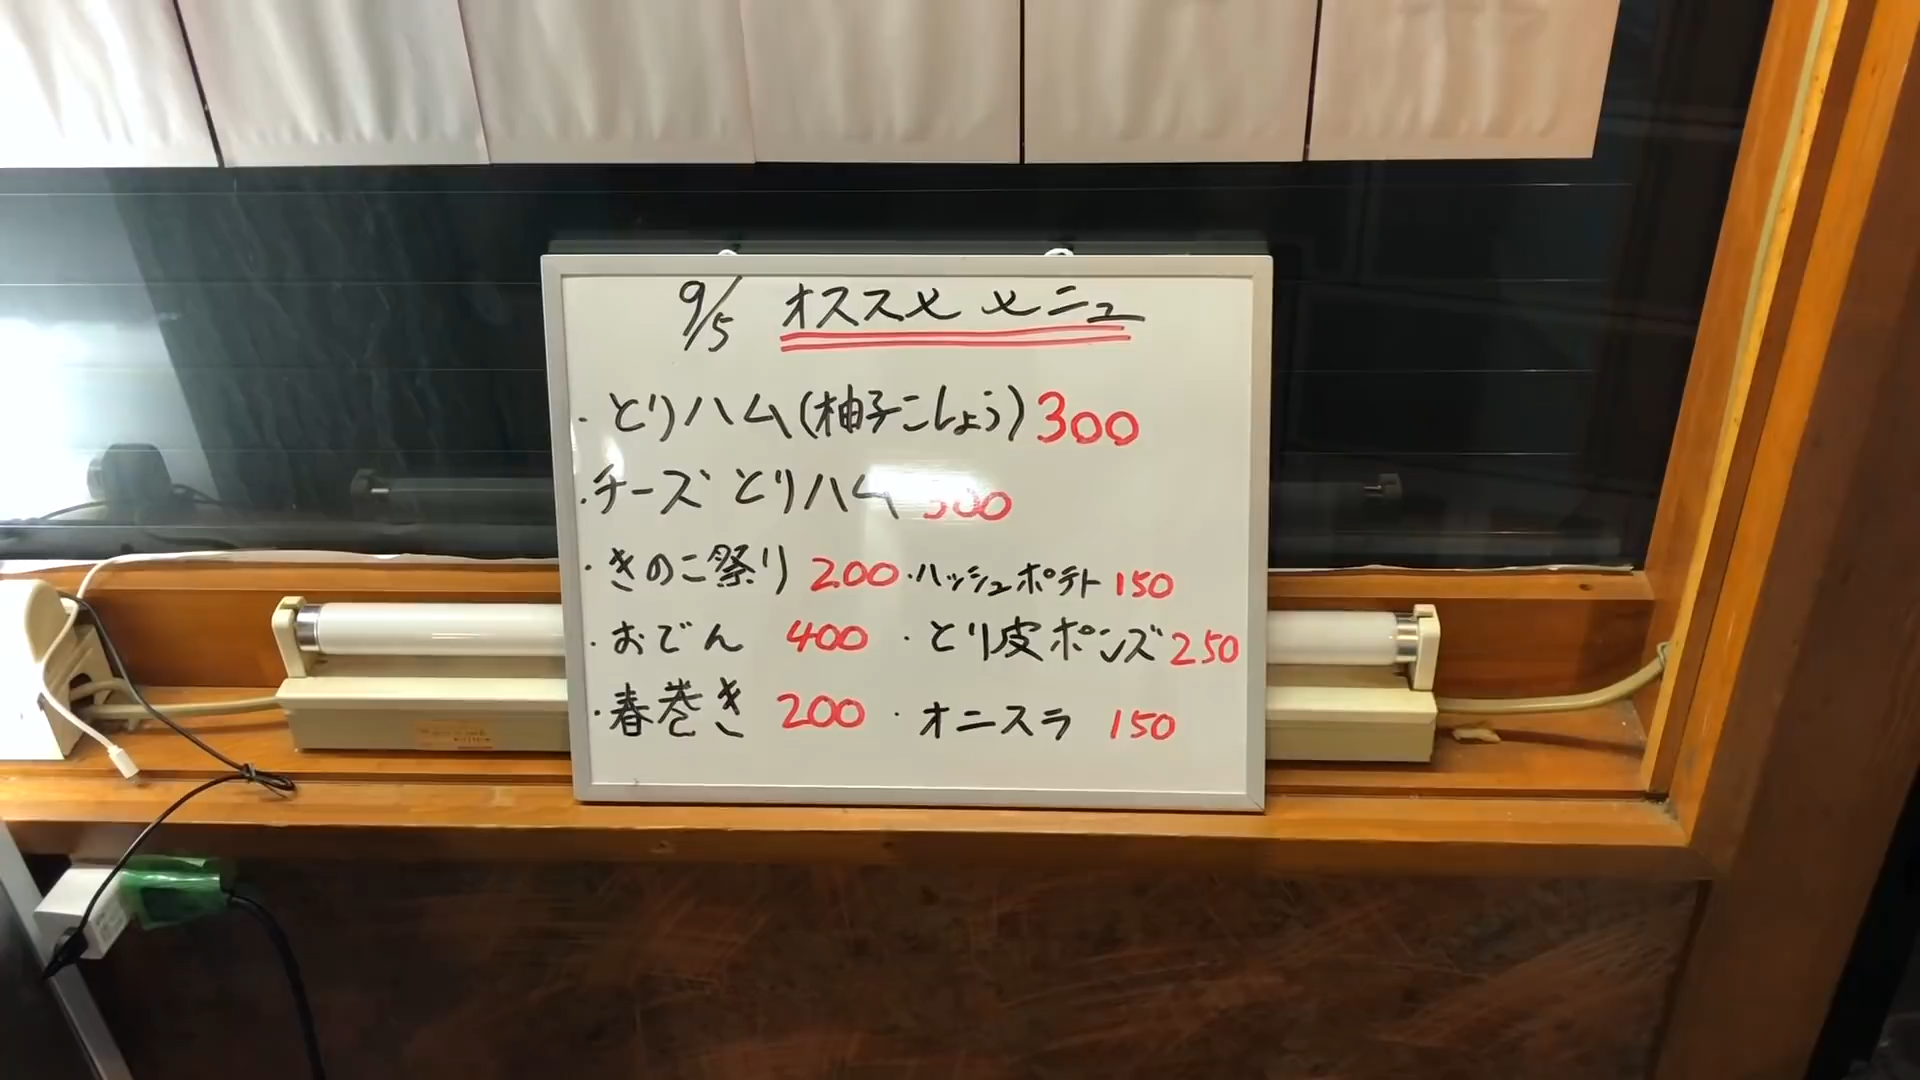 9/5 オススメ メニュー
・とりハム(柚子こしょう) 300
・チーズ とりハム 300
・きのこ祭り 200 ・ハッシュポテト 150
・おでん 400 ・とり皮ポンズ 250
・春巻き 200 ・オニスラ 150